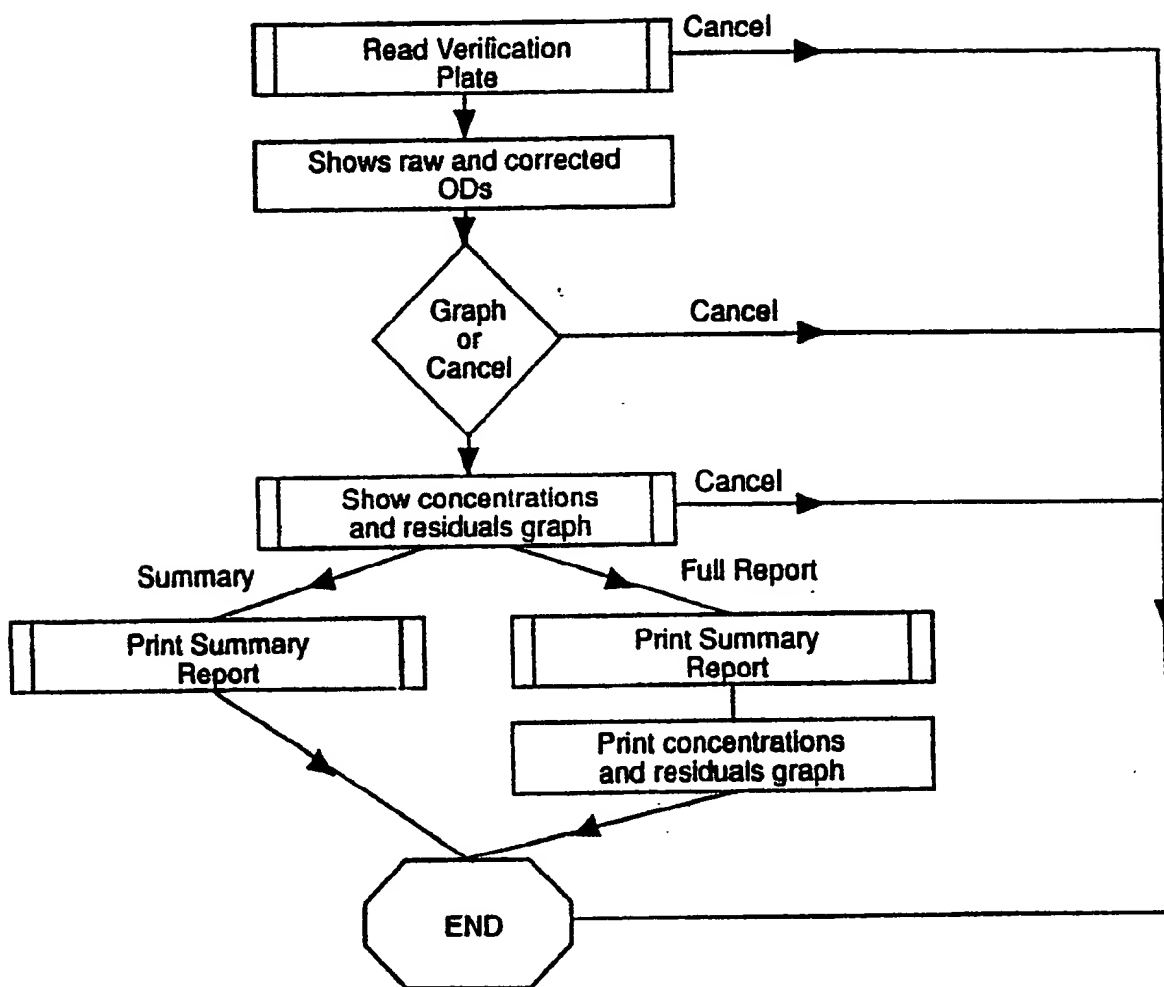 Cancel
Read Verification
Plate
Shows raw and corrected
ODs
Graph
or
Cancel
Cancel
Show concentrations
and residuals graph
Cancel
Summary
Full Report
Print Summary
Report
Print Summary
Report
Print concentrations
and residuals graph
END